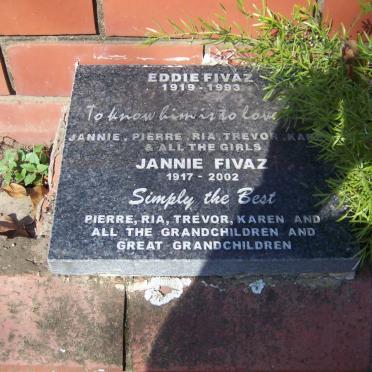 EDDIE FIVAZ
1919 - 1993
To know him is to love
JANNIE, PIERRE, RIA, TREVOR,
& ALL THE GIRLS
JANNIE FIVAZ
1917 - 2002
Simply the Best
PIERRE, RIA, TREVOR, KAREN AND
ALL THE GRANDCHILDREN AND
GREAT GRANDCHILDREN